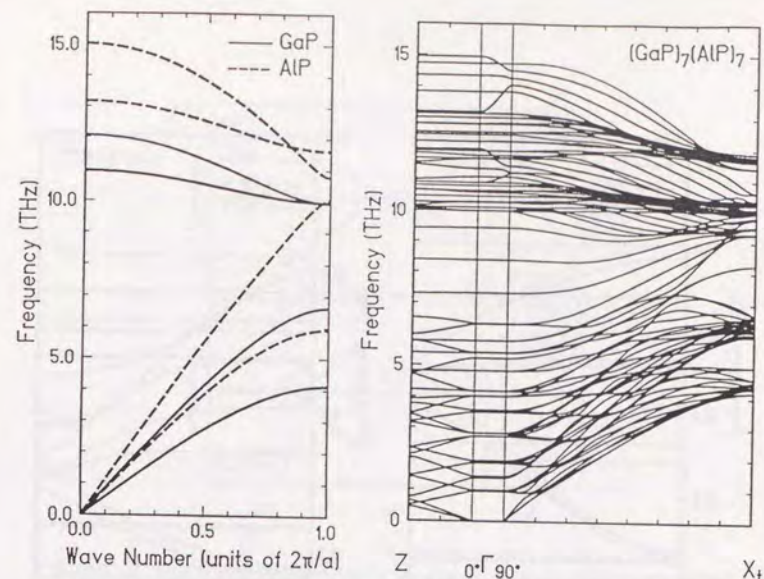 GaP
AlP
15.0
10.0
5.0
0.0
Frequency (THz)
0.0
0.5
1.0
Wave Number (units of 2π/a)
(GaP)₇(AlP)₇
15
10
5
0
Frequency (THz)
Z
0°Γ90°